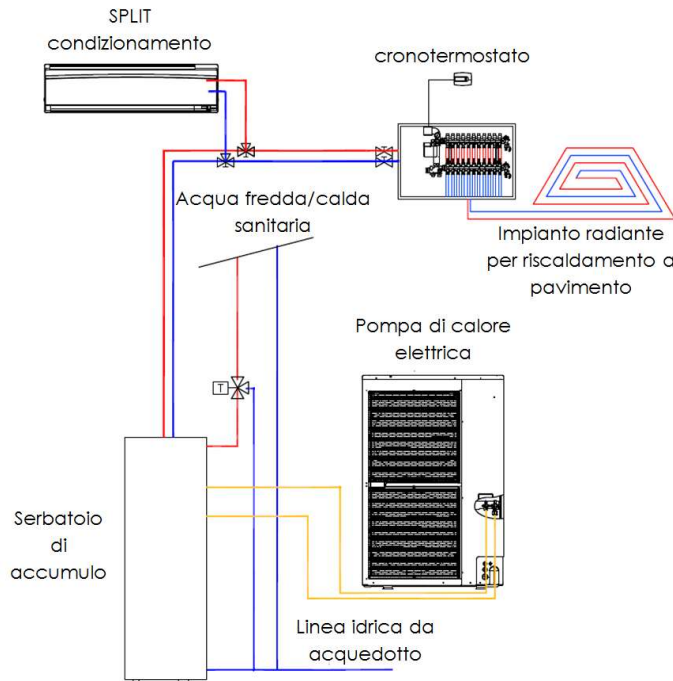 SPLIT
condizionamento
cronotermostato
Acqua fredda/calda
sanitaria
Impianto radiante
per riscaldamento a
pavimento
Pompa di calore
elettrica
T
Serbatoio
di
accumulo
Linea idrica da
acquedotto